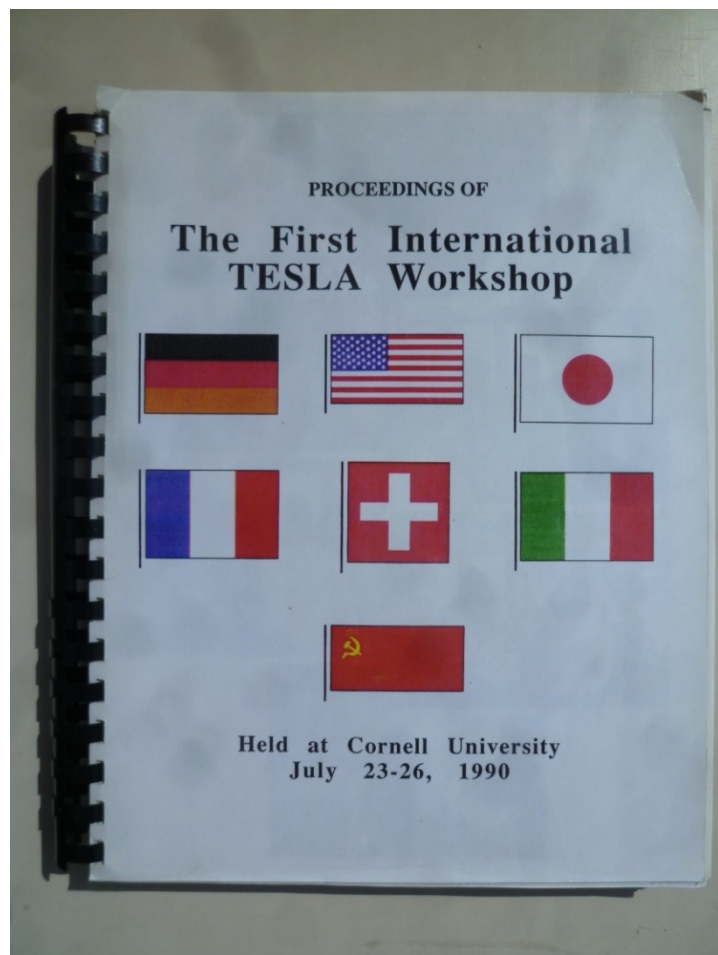 PROCEEDINGS OF
The First International
TESLA Workshop
Held at Cornell University
July 23-26, 1990